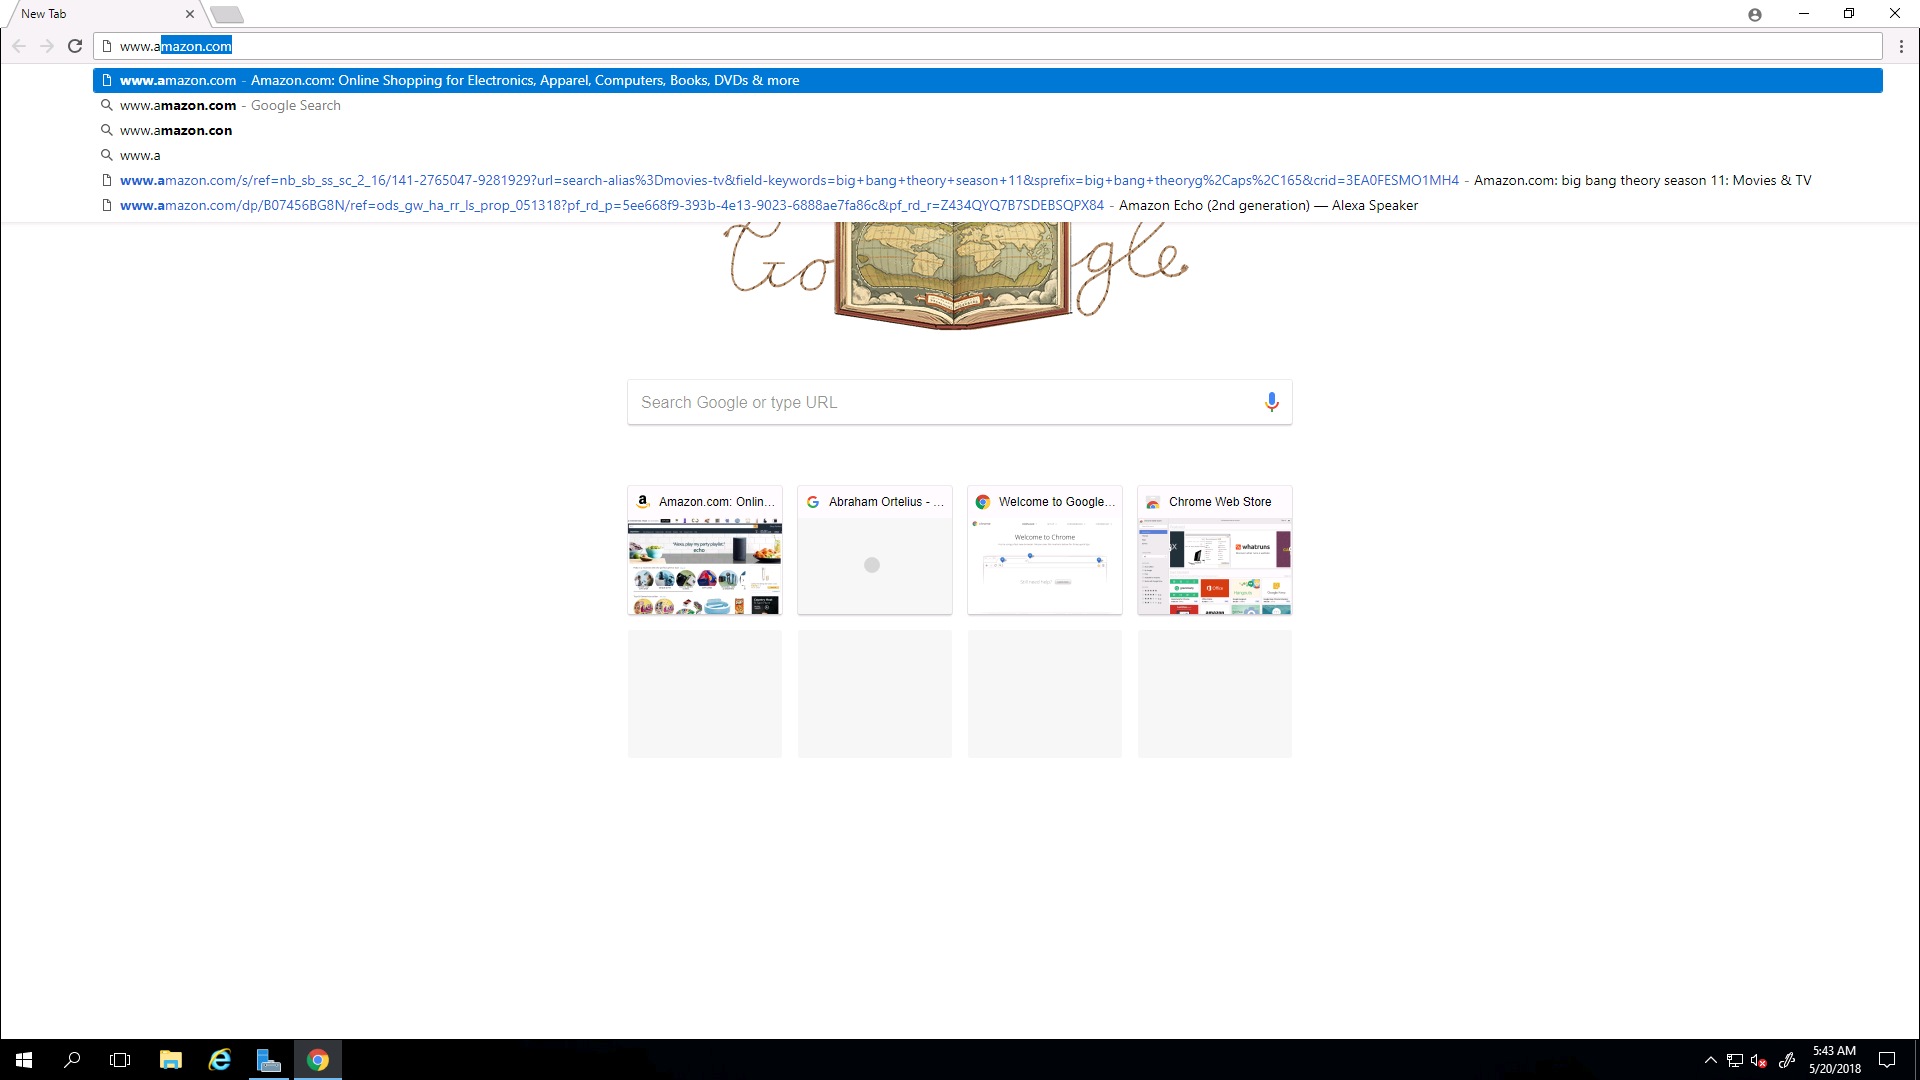 New Tab
www.amazon.com
www.amazon.com - Amazon.com: Online Shopping for Electronics, Apparel, Computers, Books, DVDs & more
www.amazon.com - Google Search
www.amazon.con
www.a
www.amazon.com/s/ref=nb_sb_ss_sc_2_16/141-2765047-9281929?url=search-alias%3Dmovies-tv&field-keywords=big+bang+theory+season+11&sprefix=big+bang+theoryg%2Caps%2C165&crid=3EA0FESMO1MH4 - Amazon.com: big bang theory season 11: Movies & TV
www.amazon.com/dp/B07456BG8N/ref=ods_gw_ha_rr_ls_prop_051318?pf_rd_p=5ee668f9-393b-4e13-9023-6888ae7fa86c&pf_rd_r=Z434QYQ7B7SDEBSQPX84 - Amazon Echo (2nd generation) — Alexa Speaker
Search Google or type URL
Amazon.com: Onlin...
Abraham Ortelius - ...
Welcome to Google...
Chrome Web Store
echo
Welcome to Chrome
whatruns
5:43 AM
5/20/2018